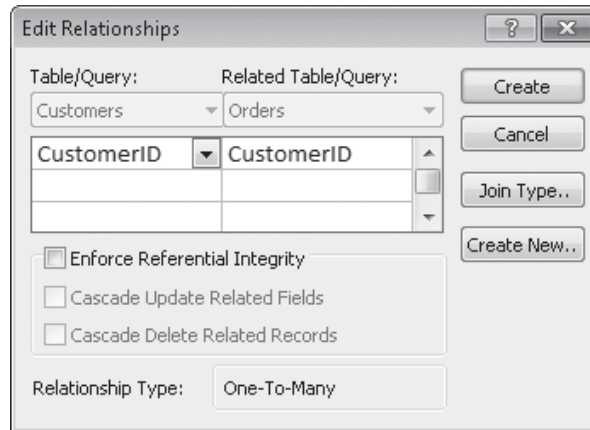 Edit Relationships
Table/Query: Related Table/Query:
Create
Customers Orders
Cancel
CustomerID CustomerID
Join Type..
Create New..
Enforce Referential Integrity
Cascade Update Related Fields
Cascade Delete Related Records
Relationship Type: One-To-Many